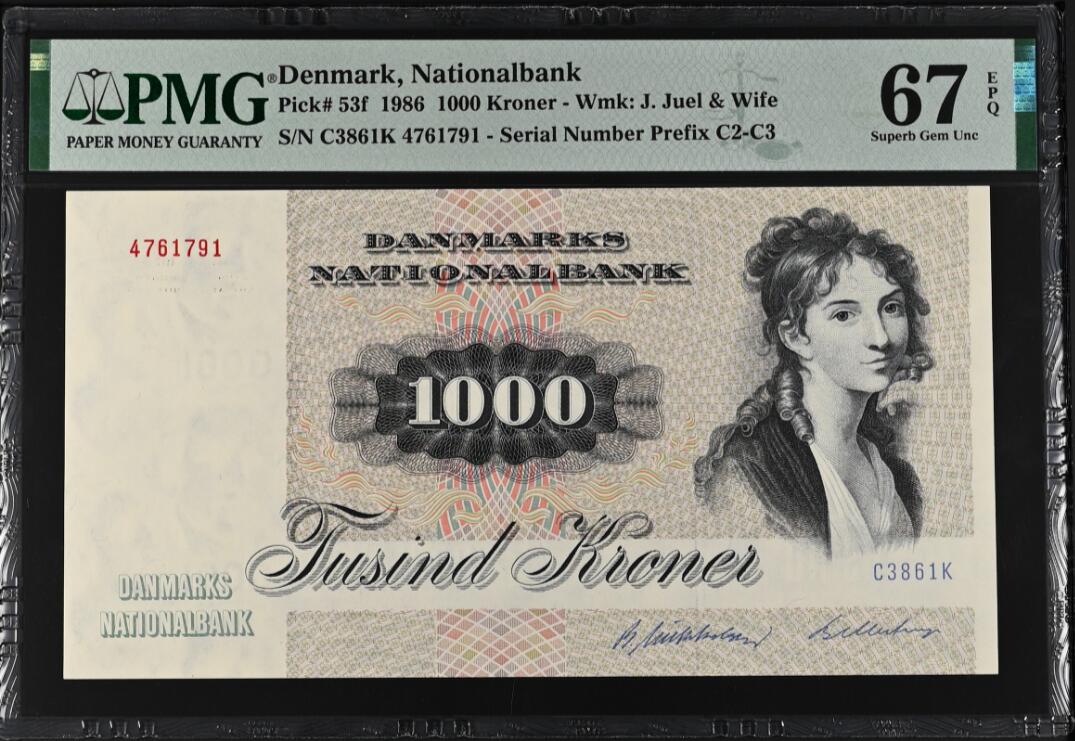 PMG®
PAPER MONEY GUARANTY
Denmark, Nationalbank
Pick# 53f 1986 1000 Kroner - Wmk: J. Juel & Wife
S/N C3861K 4761791 - Serial Number Prefix C2-C3
67
EPQ
Superb Gem Unc
4761791
DANMARKS
NATIONALBANK
1000
Tusind Kroner
C3861K
DANMARKS
NATIONALBANK